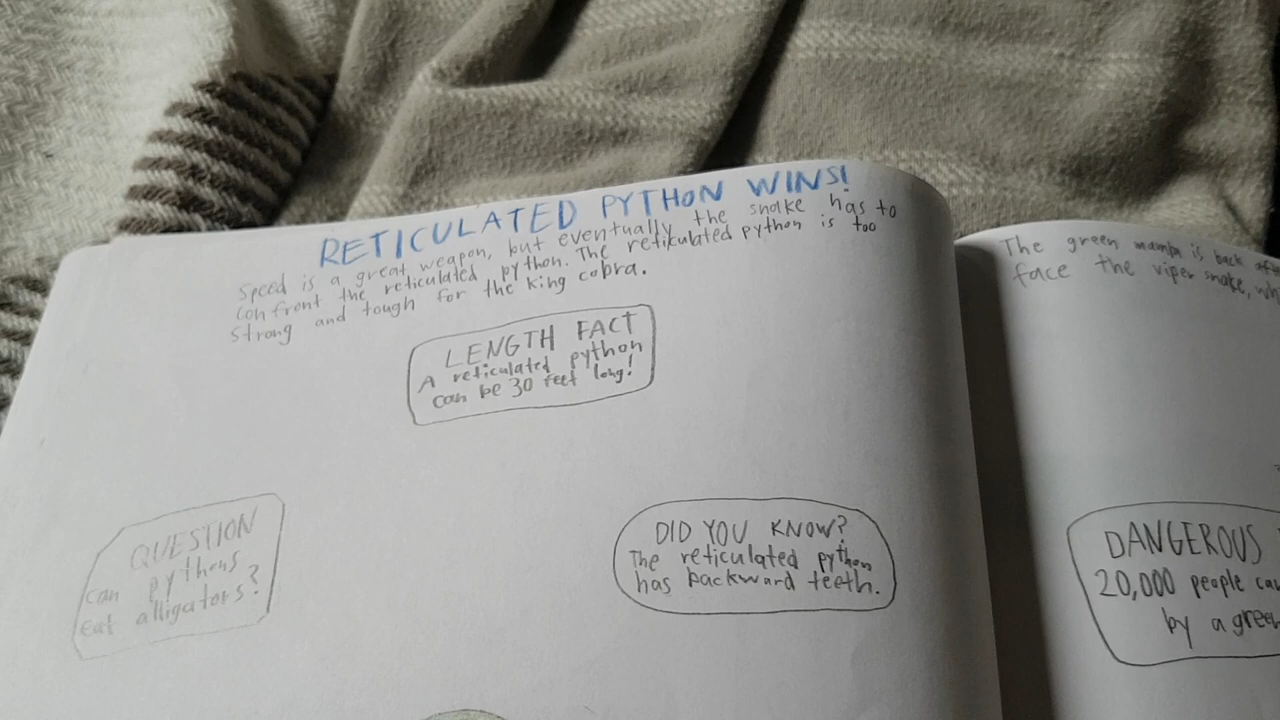 RETICULATED PYTHON WINS!
Speed is a great weapon, but eventually the snake has to
confront the reticulated python. The reticulated python is too
strong and tough for the king cobra.
LENGTH FACT
A reticulated python
can be 30 feet long!
QUESTION
can pythons
eat alligators?
DID YOU KNOW?
The reticulated python
has backward teeth.
The green mamba is back
face the viper snake,
DANGEROUS
20,000 people
by a